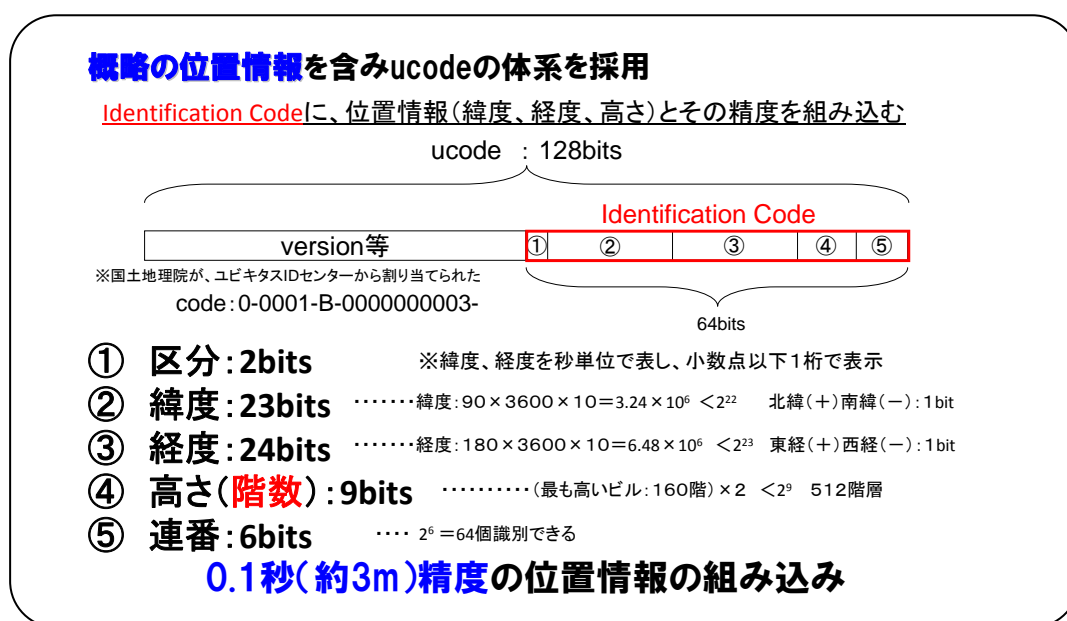 概略の位置情報を含みucodeの体系を採用
Identification Codeに、位置情報(緯度、経度、高さ)とその精度を組み込む
ucode ：128bits
Identification Code
version等 ① ② ③ ④ ⑤
※国土地理院が、ユビキタスIDセンターから割り当てられた
code：0-0001-B-0000000003-
64bits
① 区分：2bits ※緯度、経度を秒単位で表し、小数点以下１桁で表示
② 緯度：23bits ・・・・・・・緯度：９０×３６００×１０＝3.24×10⁶ ＜2²² 北緯(＋)南緯(－)：1bit
③ 経度：24bits ・・・・・・・経度：１８０×３６００×１０＝6.48×10⁶ ＜2²³ 東経(＋)西経(－)：1bit
④ 高さ(階数)：9bits ・・・・・・・・・・(最も高いビル：１６０階)×２ ＜2⁹ ５１２階層
⑤ 連番：6bits ・・・・ 2⁶ ＝64個識別できる
0.1秒(約3m)精度の位置情報の組み込み